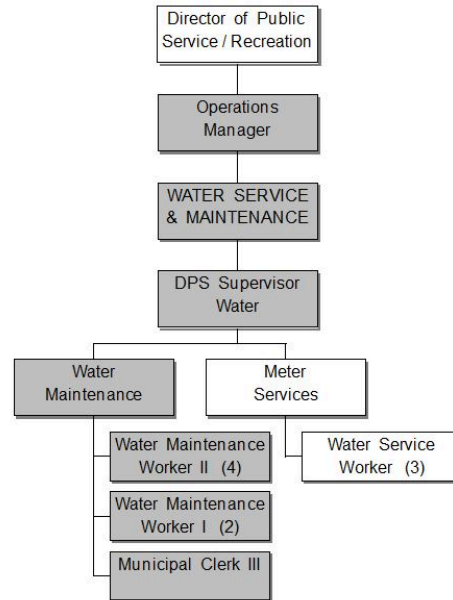 Director of Public
Service / Recreation
Operations
Manager
WATER SERVICE
& MAINTENANCE
DPS Supervisor
Water
Water
Maintenance
Meter
Services
Water Maintenance
Worker II (4)
Water Service
Worker (3)
Water Maintenance
Worker I (2)
Municipal Clerk III